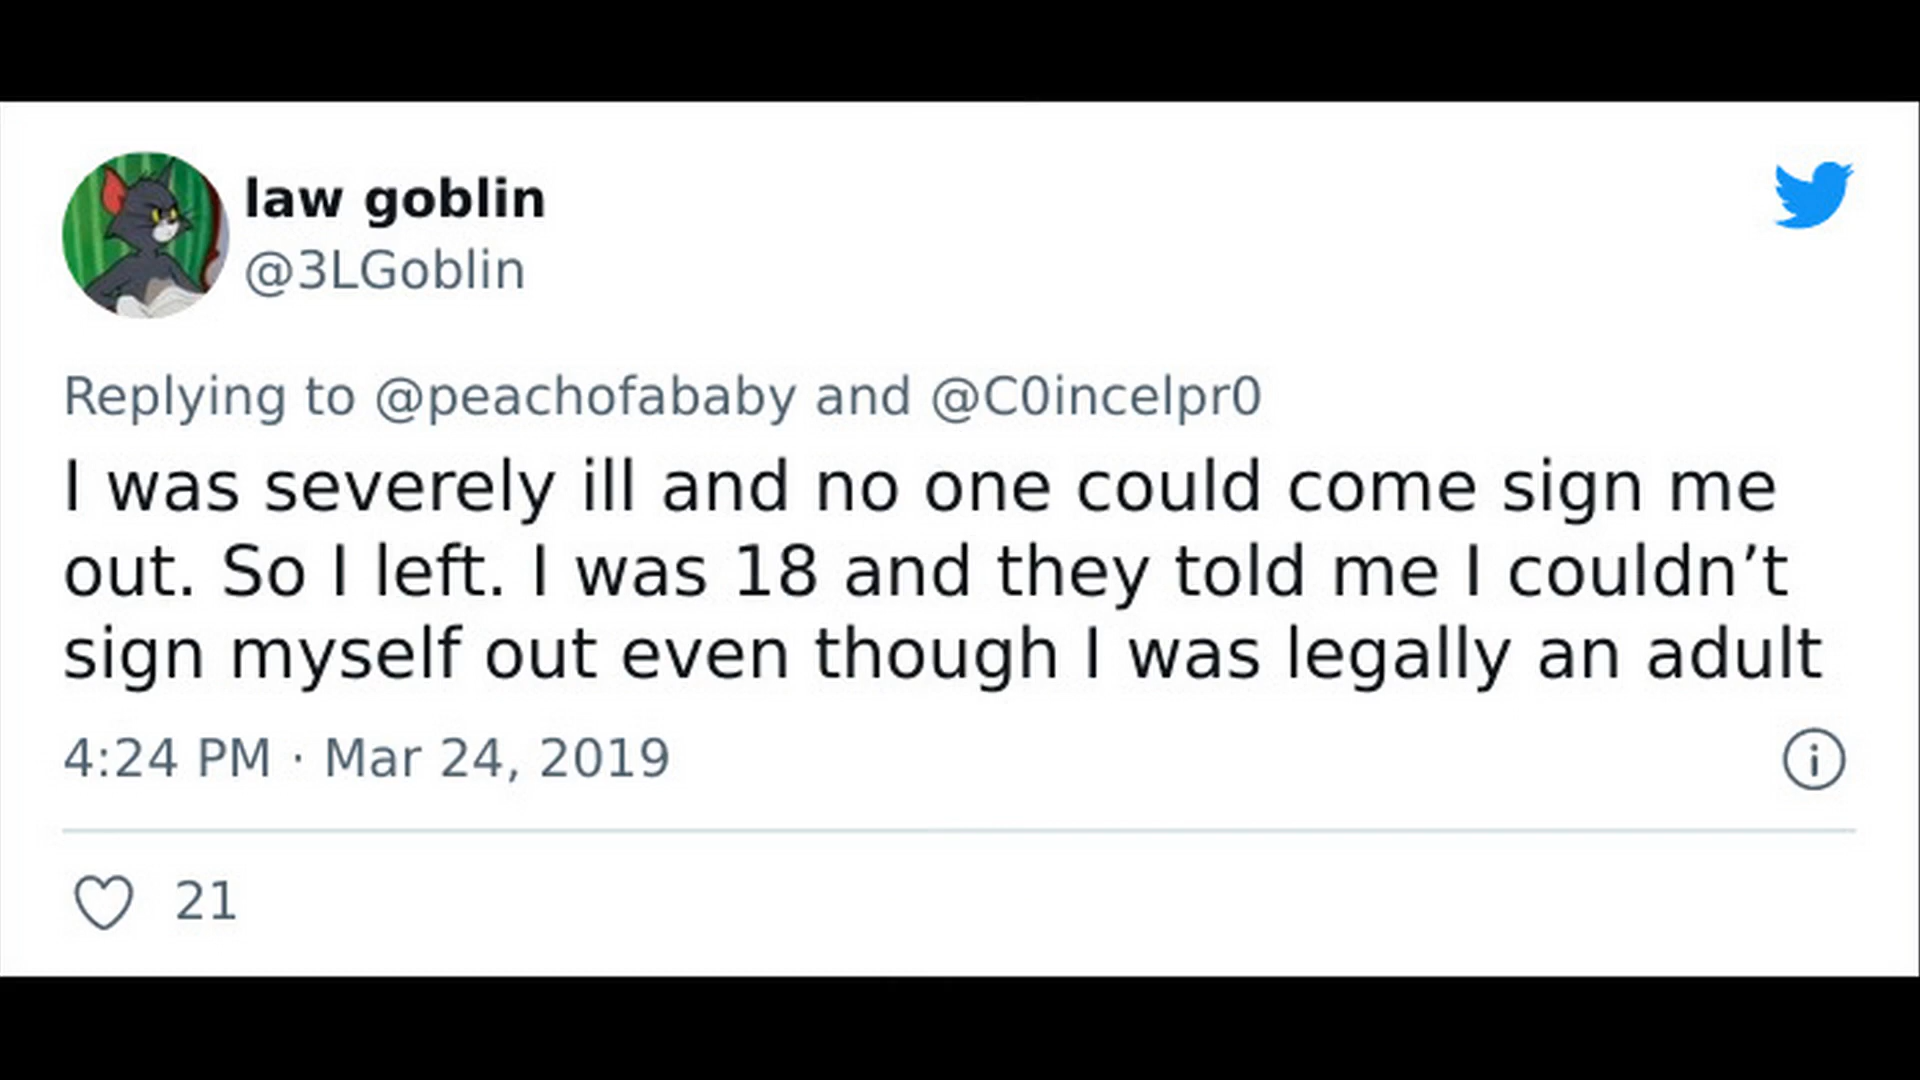 law goblin
@3LGoblin
Replying to @peachofababy and @C0incelpr0
I was severely ill and no one could come sign me
out. So I left. I was 18 and they told me I couldn’t
sign myself out even though I was legally an adult
4:24 PM · Mar 24, 2019
21